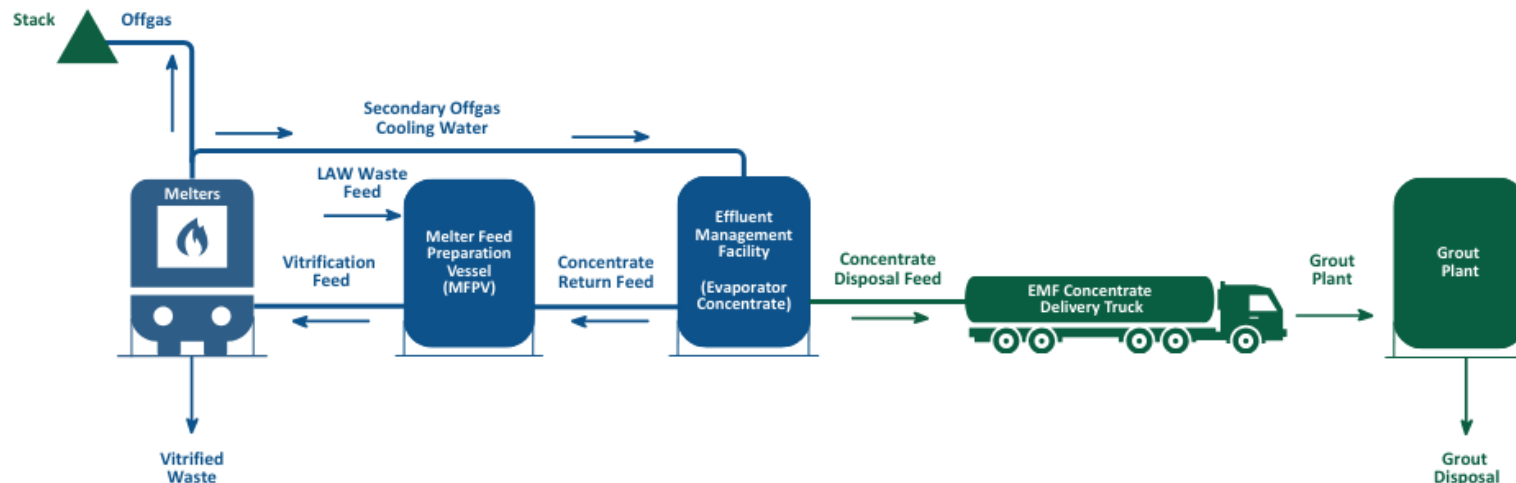 Stack
Offgas
Secondary Offgas
Cooling Water
Melters
LAW Waste
Feed
Melter Feed
Preparation
Vessel
(MFPV)
Effluent
Management
Facility
(Evaporator
Concentrate)
Vitrification
Feed
Concentrate
Return Feed
Concentrate
Disposal Feed
EMF Concentrate
Delivery Truck
Grout
Plant
Grout
Plant
Vitrified
Waste
Grout
Disposal